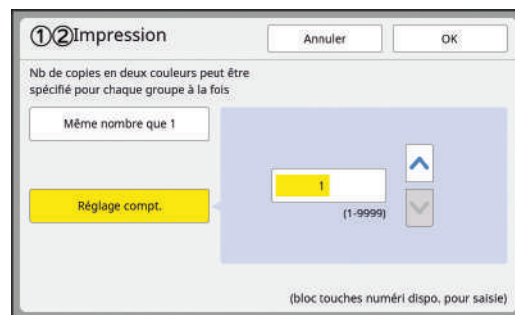 ①②Impression
Annuler
OK
Nb de copies en deux couleurs peut être
spécifié pour chaque groupe à la fois
Même nombre que 1
1
Réglage compt.
(1-9999)
(bloc touches numéri dispo. pour saisie)